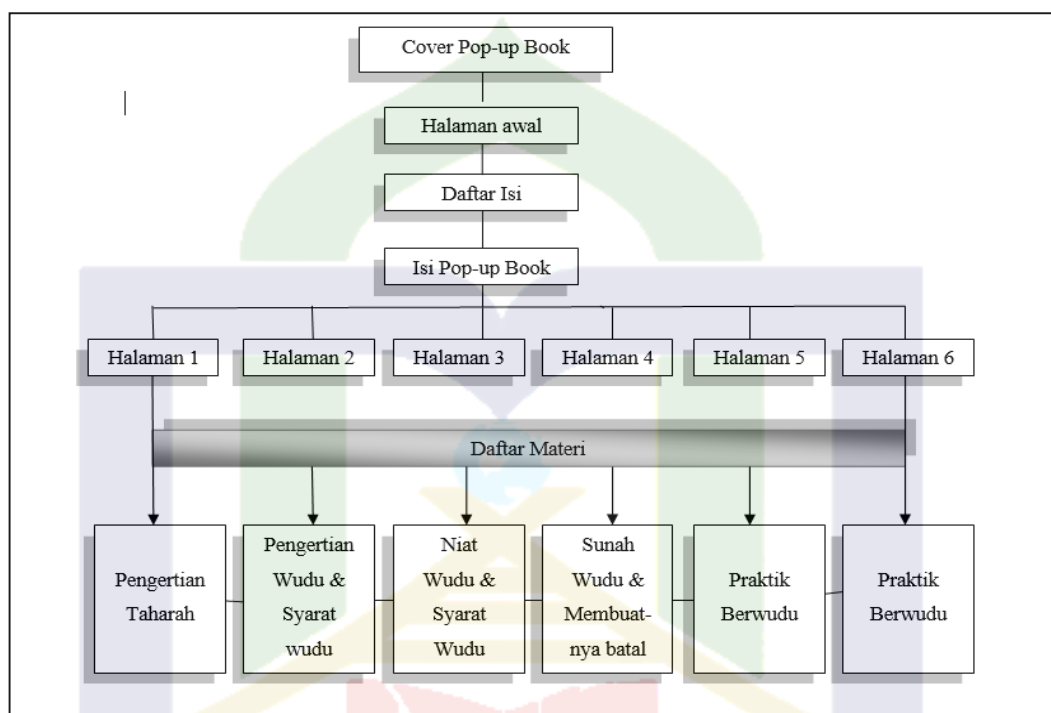 Cover Pop-up Book
Halaman awal
Daftar Isi
Isi Pop-up Book
Halaman 1
Halaman 2
Halaman 3
Halaman 4
Halaman 5
Halaman 6
Daftar Materi
Pengertian
Taharah
Pengertian
Wudu &
Syarat
wudu
Niat
Wudu &
Syarat
Wudu
Sunah
Wudu &
Membuat-
nya batal
Praktik
Berwudu
Praktik
Berwudu